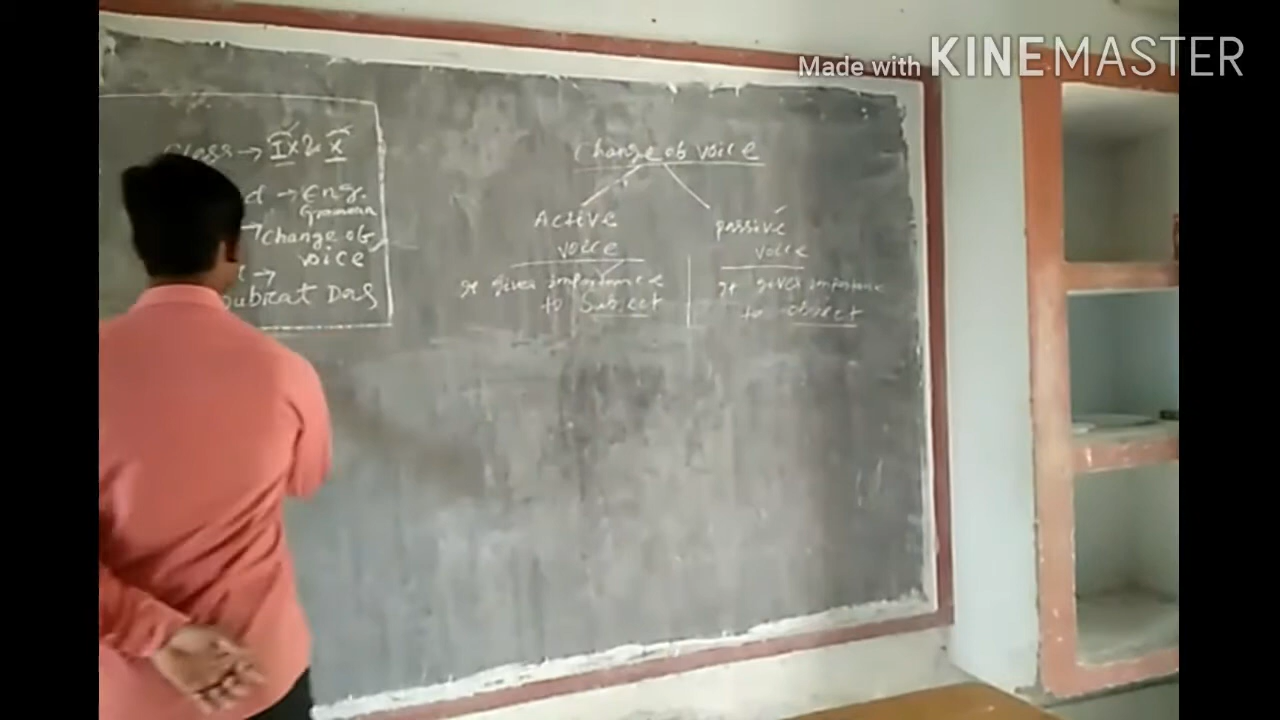 Made with KINEMASTER
Class → IX & X
→ Eng.
Grammar
→ Change of
voice
→
Subrat Das
Change of voice
Active
voice
It gives importance
to Subject
passive
voice
It gives importance
to object